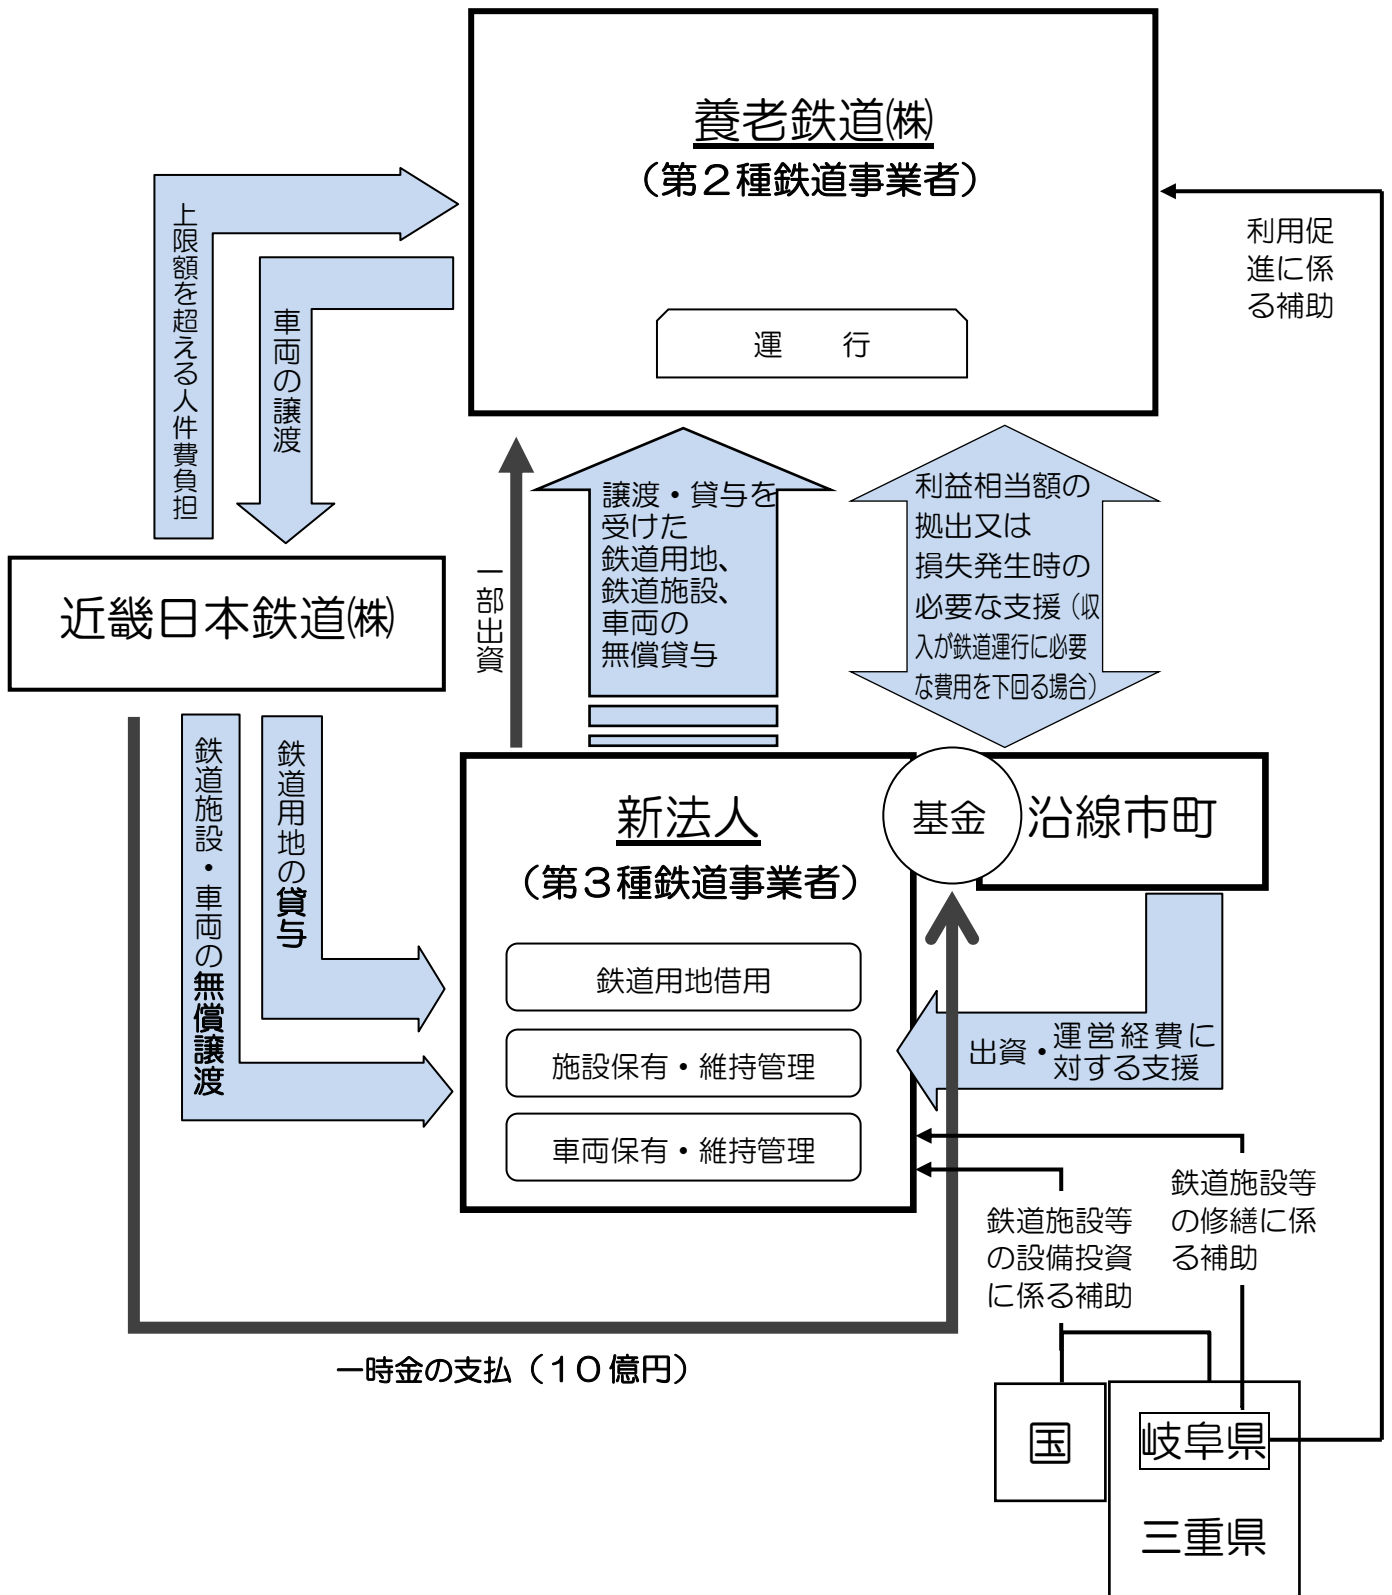 養老鉄道㈱
（第２種鉄道事業者）
運　行
上限額を超える人件費負担
車両の譲渡
利用促
進に係
る補助
近畿日本鉄道㈱
一部出資
譲渡・貸与を
受けた
鉄道用地、
鉄道施設、
車両の
無償貸与
利益相当額の
拠出又は
損失発生時の
必要な支援（収
入が鉄道運行に必要
な費用を下回る場合）
鉄道施設・車両の無償譲渡
鉄道用地の貸与
新法人
（第３種鉄道事業者）
基金
沿線市町
鉄道用地借用
施設保有・維持管理
車両保有・維持管理
出資・運営経費に
対する支援
鉄道施設等
の設備投資
に係る補助
鉄道施設等
の修繕に係
る補助
一時金の支払（１０億円）
国
岐阜県
三重県